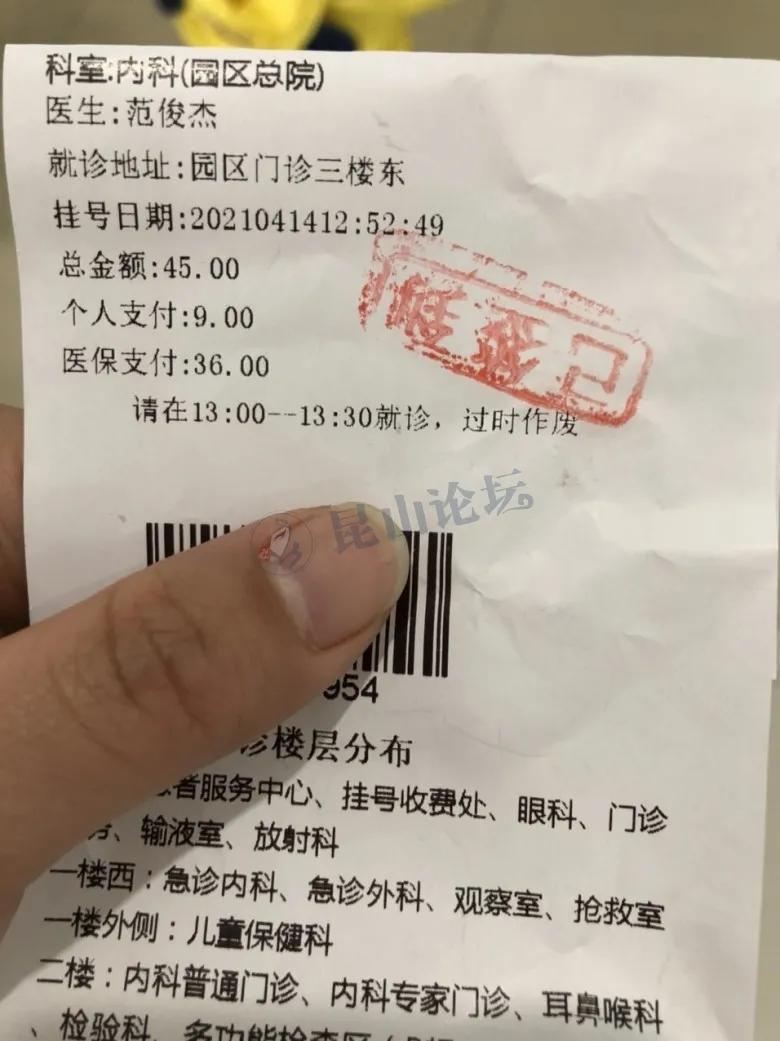 科室:内科(园区总院)
医生:范俊杰
就诊地址:园区门诊三楼东
挂号日期:2021041412:52:49
总金额:45.00
个人支付:9.00
医保支付:36.00
请在13:00--13:30就诊，过时作废
昆山论坛
954
诊楼层分布
者服务中心、挂号收费处、眼科、门诊
、输液室、放射科
一楼西：急诊内科、急诊外科、观察室、抢救室
一楼外侧：儿童保健科
二楼：内科普通门诊、内科专家门诊、耳鼻喉科
、检验科、多功能检查区